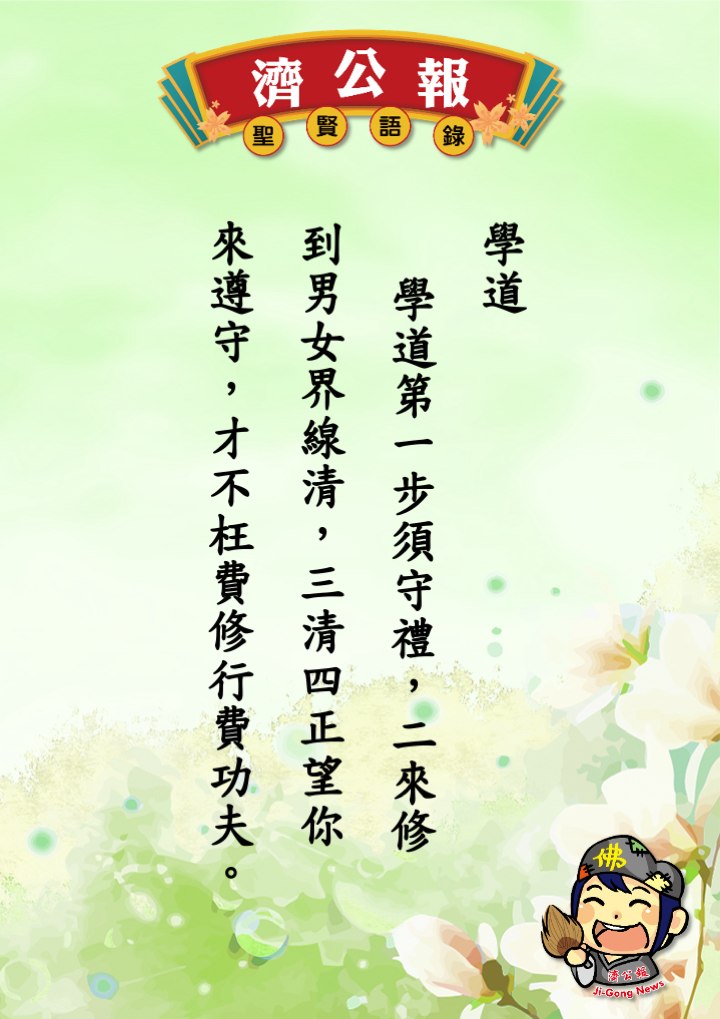 濟公報
聖賢語錄
學道
學道第一步須守禮，二來修
到男女界線清，三清四正望你
來遵守，才不枉費修行費功夫。
佛
濟公報
Ji-Gong News